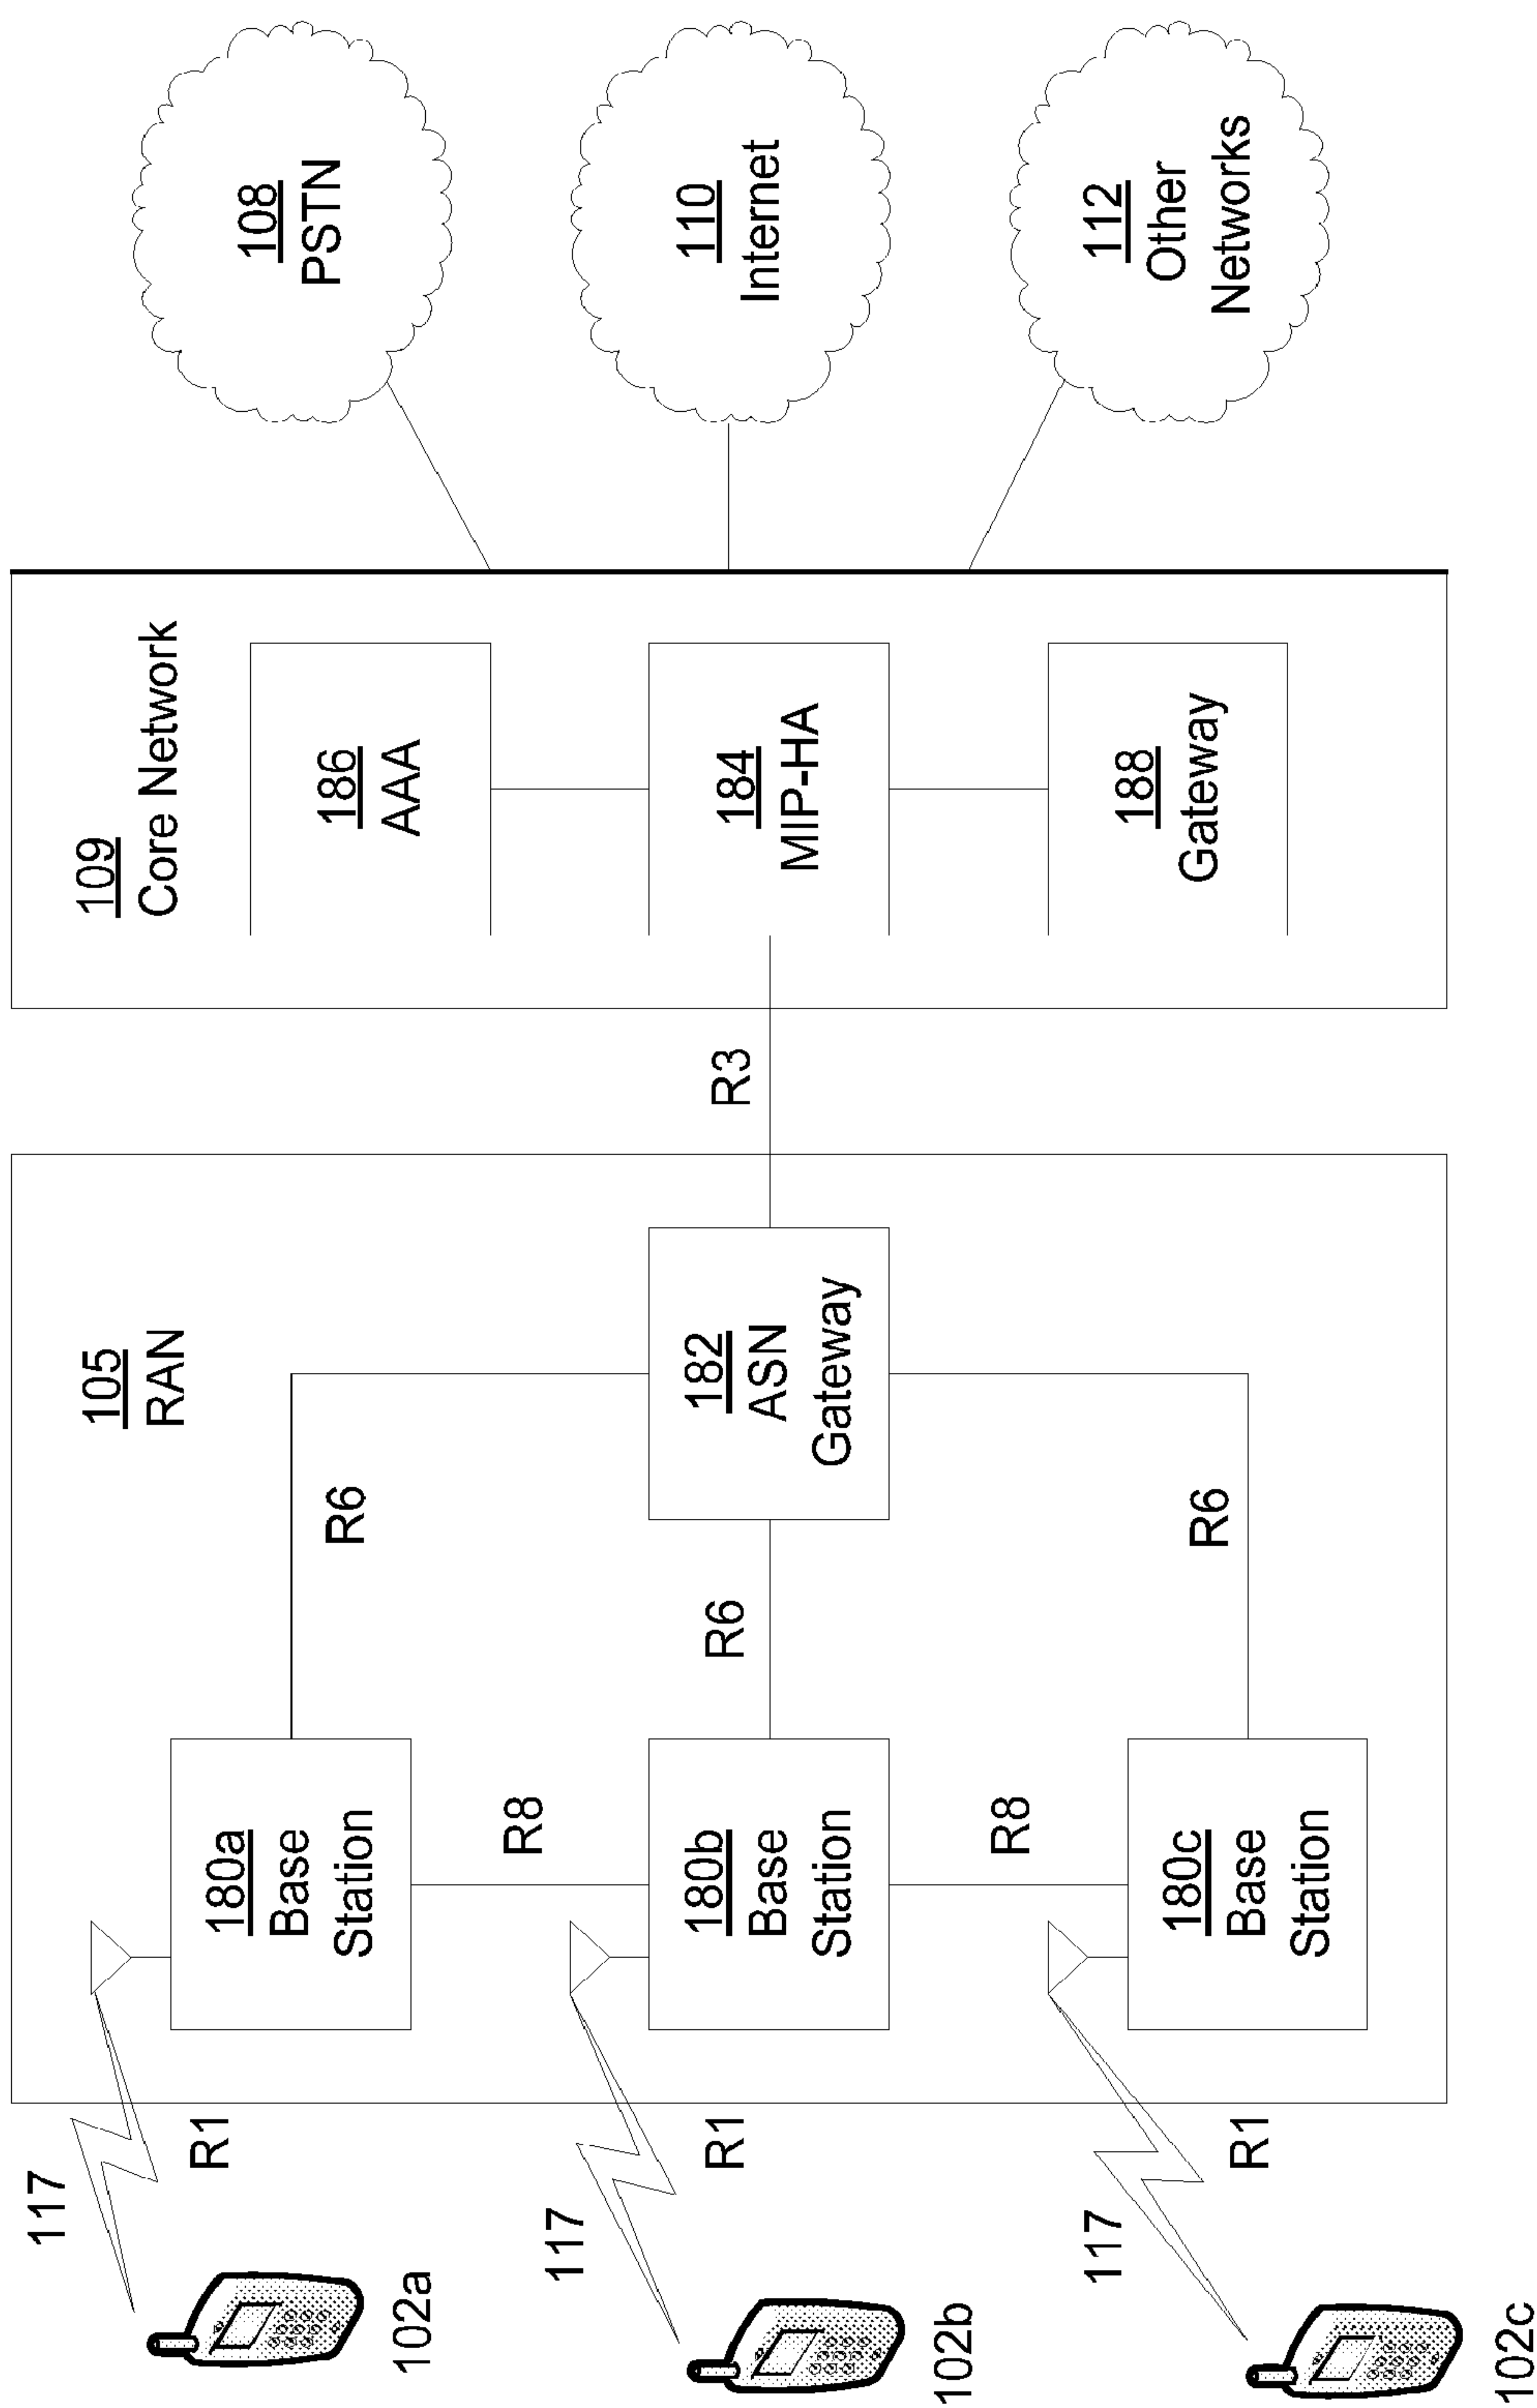 117
102a
R1
105
RAN
180a
Base
Station
R6
R8
117
102b
R1
180b
Base
Station
R6
182
ASN
Gateway
R3
R8
117
102c
R1
180c
Base
Station
R6
109
Core Network
186
AAA
184
MIP-HA
188
Gateway
108
PSTN
110
Internet
112
Other
Networks